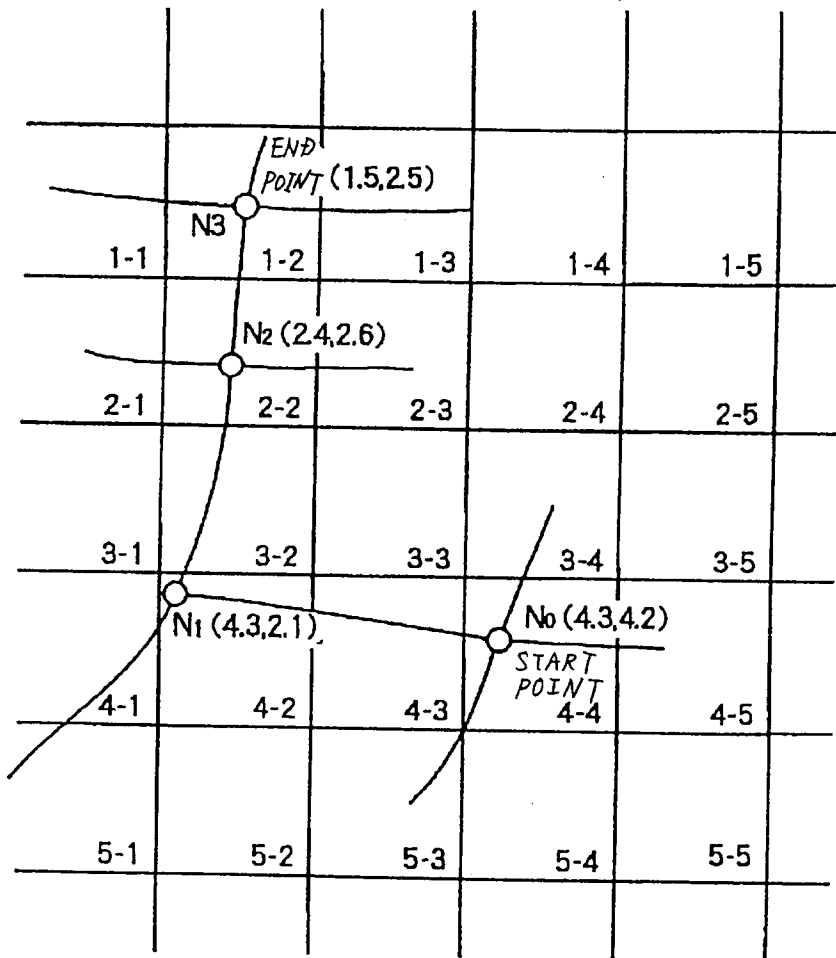 END
POINT (1.5,2.5)
N3
1-1 1-2 1-3 1-4 1-5
N2 (2.4,2.6)
2-1 2-2 2-3 2-4 2-5
3-1 3-2 3-3 3-4 3-5
N1 (4.3,2.1)
N0 (4.3,4.2)
START
POINT
4-1 4-2 4-3 4-4 4-5
5-1 5-2 5-3 5-4 5-5